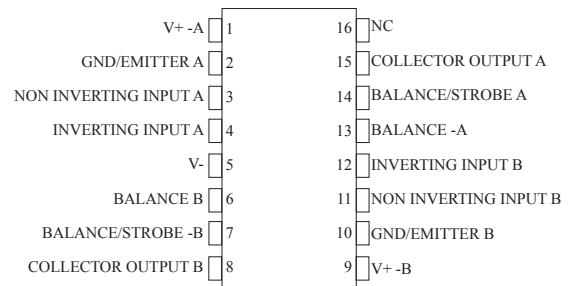 V+ -A 1 16 NC
GND/EMITTER A 2 15 COLLECTOR OUTPUT A
NON INVERTING INPUT A 3 14 BALANCE/STROBE A
INVERTING INPUT A 4 13 BALANCE -A
V- 5 12 INVERTING INPUT B
BALANCE B 6 11 NON INVERTING INPUT B
BALANCE/STROBE -B 7 10 GND/EMITTER B
COLLECTOR OUTPUT B 8 9 V+ -B